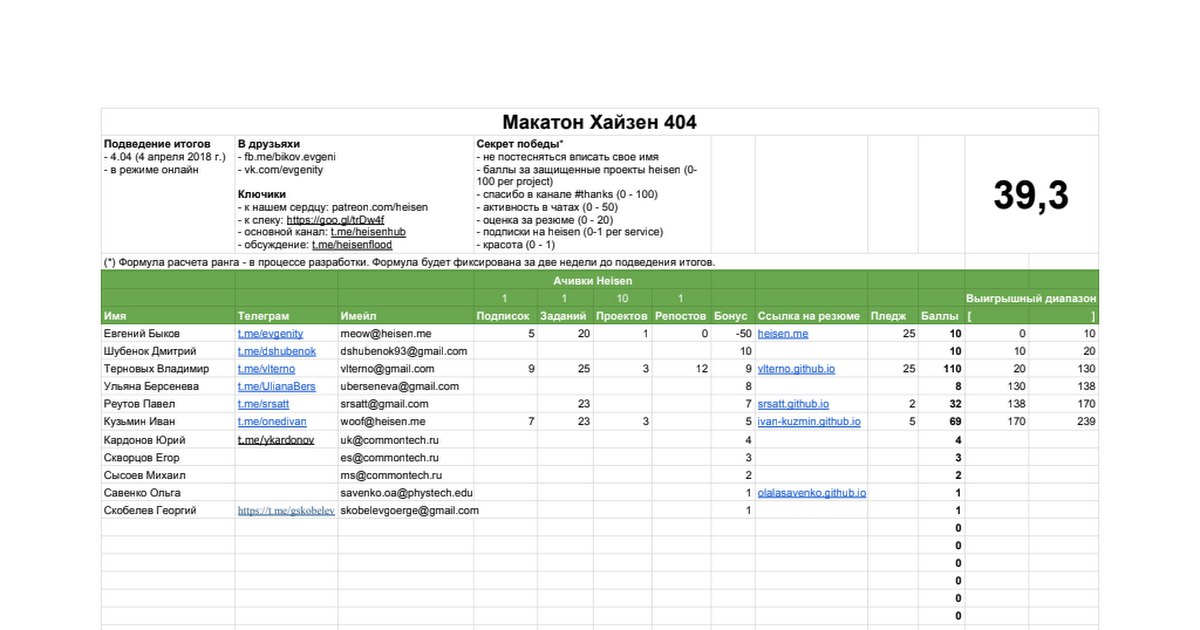 Макатон Хайзен 404
Подведение итогов
- 4.04 (4 апреля 2018 г.)
- в режиме онлайн
В друзьяхи
- fb.me/bikov.evgeni
- vk.com/evgenity
Ключики
- к нашем сердцу: patreon.com/heisen
- к слеку: https://goo.gl/trDw4f
- основной канал: t.me/heisenhub
- обсуждение: t.me/heisenflood
Секрет победы*
- не постесняться вписать свое имя
- баллы за защищенные проекты heisen (0-
100 per project)
- спасибо в канале #thanks (0 - 100)
- активность в чатах (0 - 50)
- оценка за резюме (0 - 20)
- подписки на heisen (0-1 per service)
- красота (0 - 1)
39,3
(*) Формула расчета ранга - в процессе разработки. Формула будет фиксирована за две недели до подведения итогов.
Ачивки Heisen
1 1 10 1 Выигрышный диапазон
Имя Телеграм Имейл Подписок Заданий Проектов Репостов Бонус Ссылка на резюме Пледж Баллы [ ]
Евгений Быков t.me/evgenity meow@heisen.me 5 20 1 0 -50 heisen.me 25 10 0 10
Шубенок Дмитрий t.me/dshubenok dshubenok93@gmail.com 10 10 10 20
Терновых Владимир t.me/vlterno vlterno@gmail.com 9 25 3 12 9 vlterno.github.io 25 110 20 130
Ульяна Берсенева t.me/UlianaBers uberseneva@gmail.com 8 8 130 138
Реутов Павел t.me/srsatt srsatt@gmail.com 23 7 srsatt.github.io 2 32 138 170
Кузьмин Иван t.me/onedivan woof@heisen.me 7 23 3 5 ivan-kuzmin.github.io 5 69 170 239
Кардонов Юрий t.me/ykardonov uk@commontech.ru 4 4
Скворцов Егор es@commontech.ru 3 3
Сысоев Михаил ms@commontech.ru 2 2
Савенко Ольга savenko.oa@phystech.edu 1 olalasavenko.github.io 1
Скобелев Георгий https://t.me/gskobelev skobelevgoerge@gmail.com 1 1
0
0
0
0
0
0